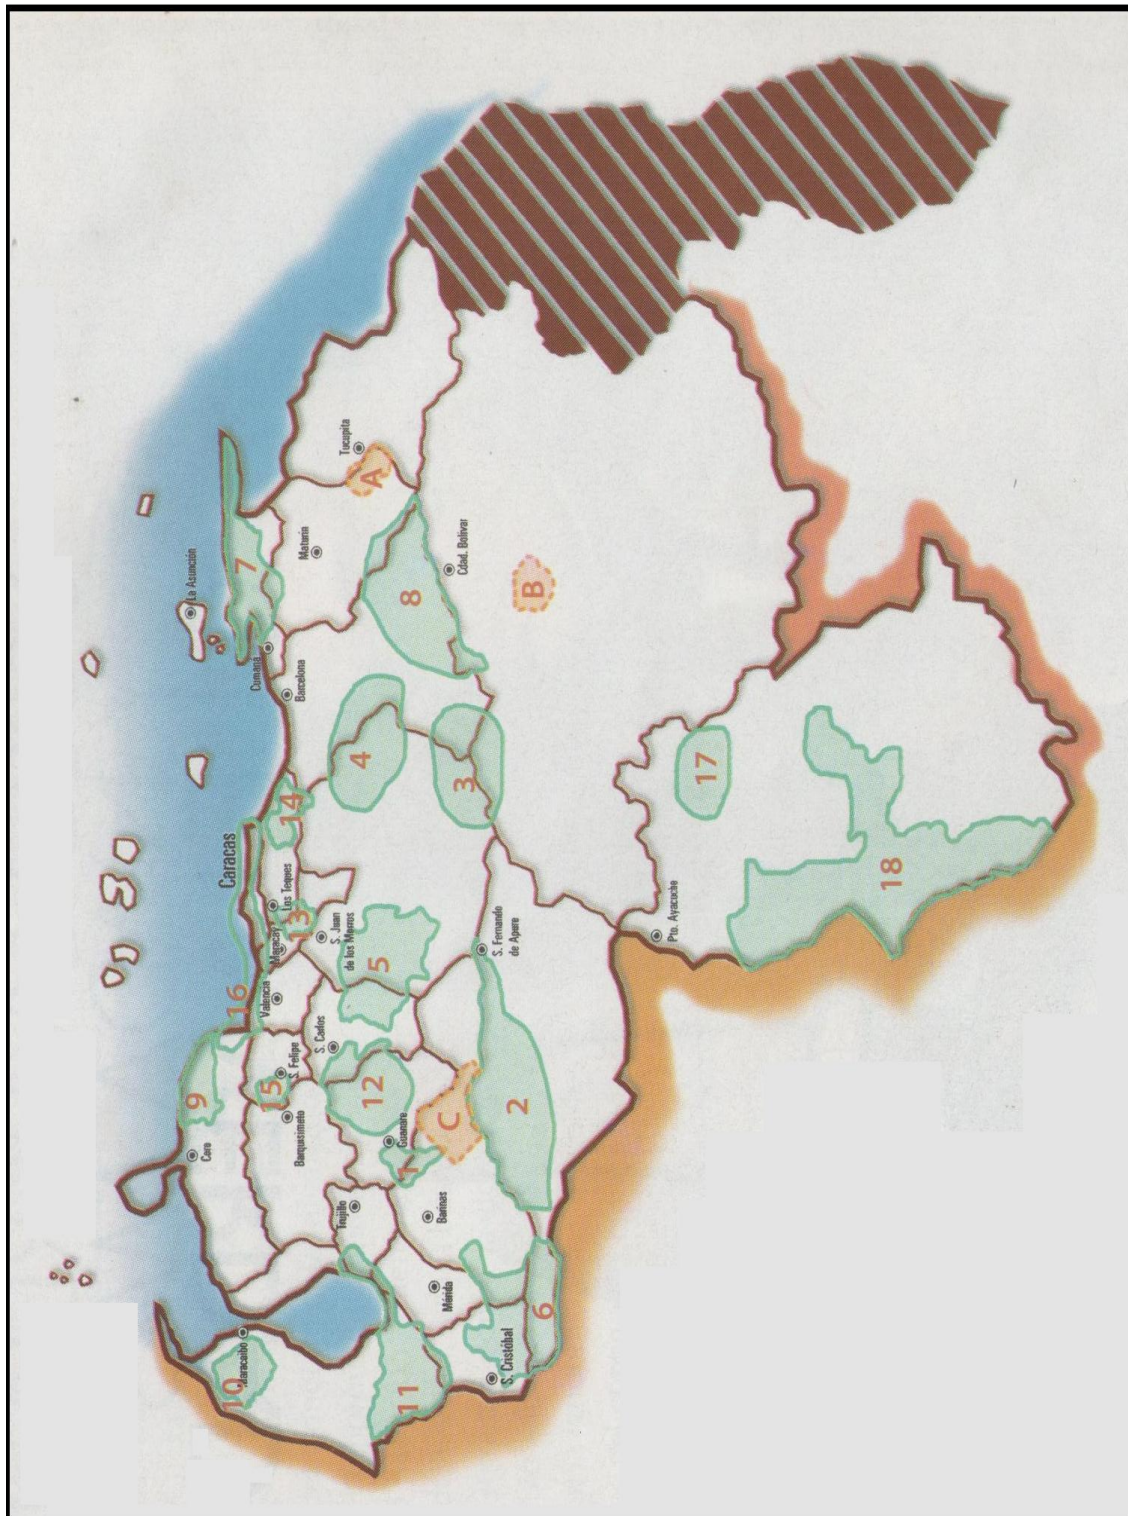 La Asunción
Cumaná
Barcelona
Maturín
Tucupita
Cdad. Bolívar
Caracas
Los Teques
Maracay
S. Juan
de los Morros
Valencia
S. Carlos
S. Felipe
Barquisimeto
Coro
Guanare
Trujillo
Barinas
Mérida
S. Cristóbal
Maracaibo
S. Fernando
de Apure
Pto. Ayacucho
1
2
3
4
5
6
7
8
9
10
11
12
13
14
15
16
17
18
A
B
C